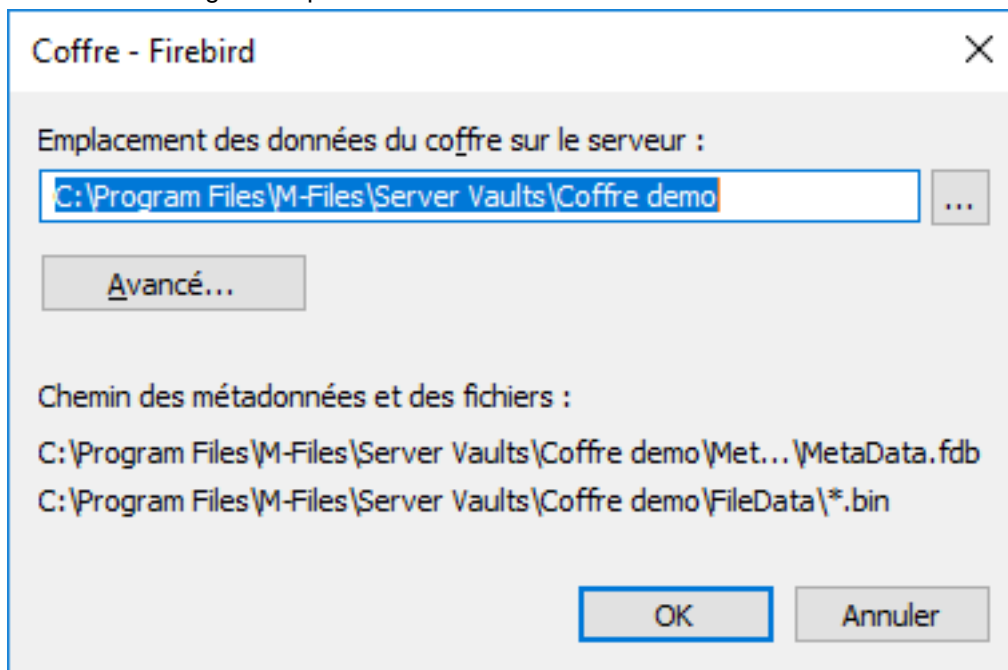 Coffre - Firebird
Emplacement des données du coffre sur le serveur :
C:\Program Files\M-Files\Server Vaults\Coffre demo
...
Avancé...
Chemin des métadonnées et des fichiers :
C:\Program Files\M-Files\Server Vaults\Coffre demo\Met...\MetaData.fdb
C:\Program Files\M-Files\Server Vaults\Coffre demo\FileData\*.bin
OK Annuler